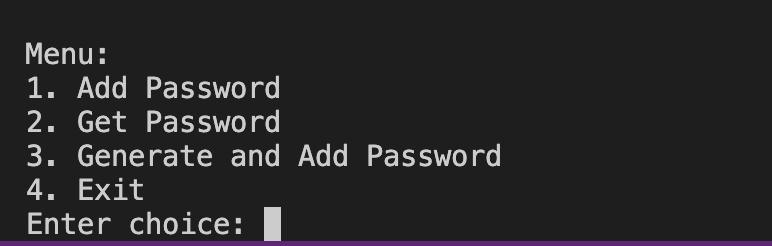 Menu:
1. Add Password
2. Get Password
3. Generate and Add Password
4. Exit
Enter choice: